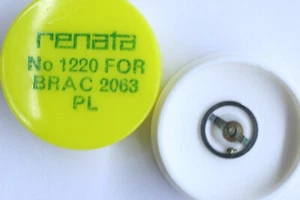 renata
No 1220 FOR
BRAC 2063
PL